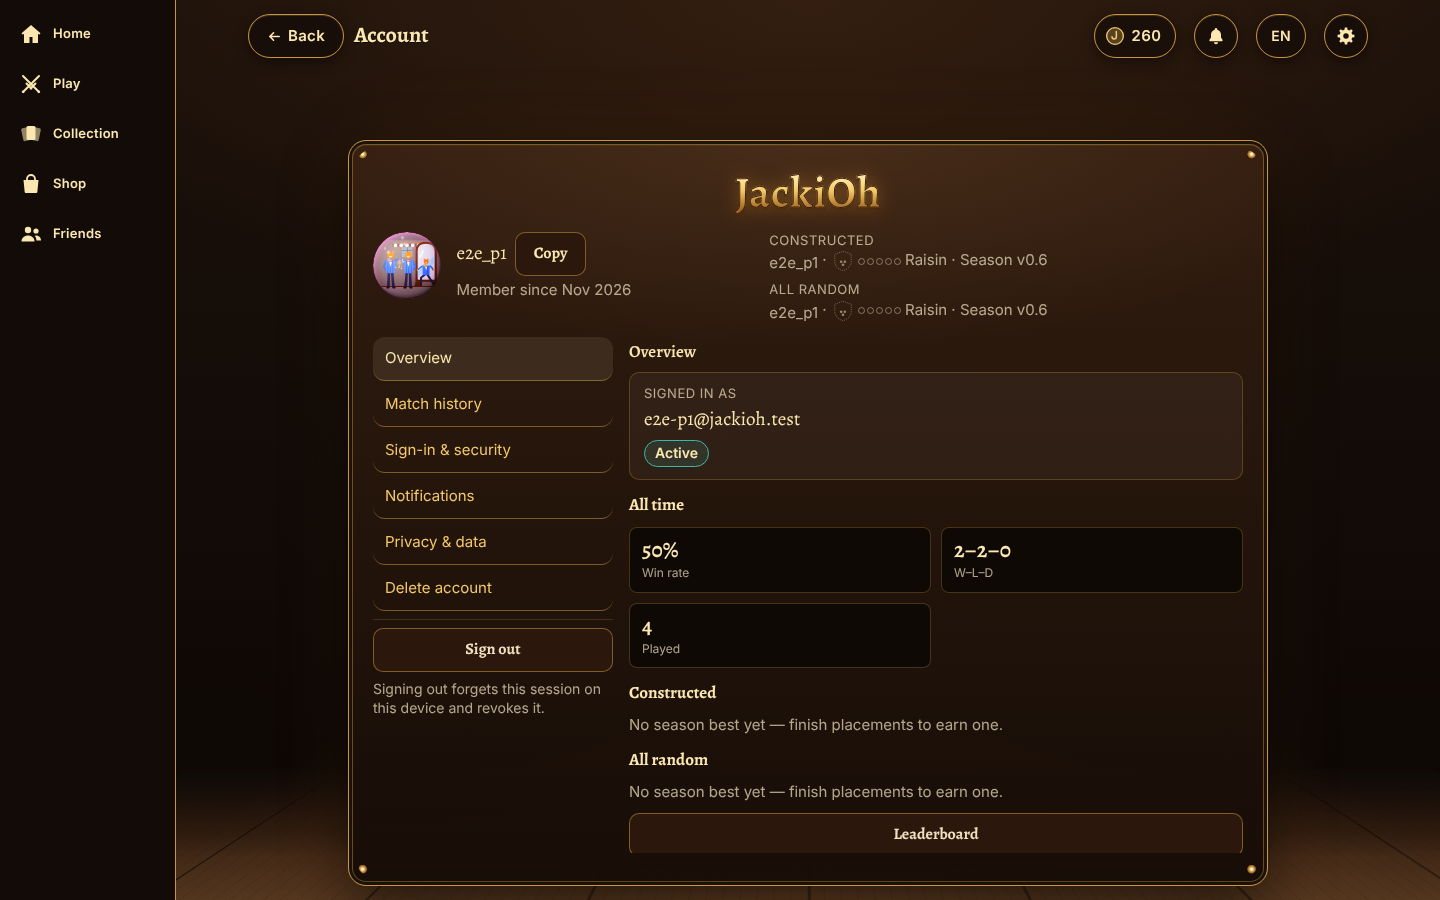 Home
Play
Collection
Shop
Friends
← Back
Account
J 260
EN
JackiOh
e2e_p1
Copy
Member since Nov 2026
CONSTRUCTED
e2e_p1 · Raisin · Season v0.6
ALL RANDOM
e2e_p1 · Raisin · Season v0.6
Overview
Match history
Sign-in & security
Notifications
Privacy & data
Delete account
Sign out
Signing out forgets this session on
this device and revokes it.
Overview
SIGNED IN AS
e2e-p1@jackioh.test
Active
All time
50%
Win rate
2–2–0
W–L–D
4
Played
Constructed
No season best yet — finish placements to earn one.
All random
No season best yet — finish placements to earn one.
Leaderboard